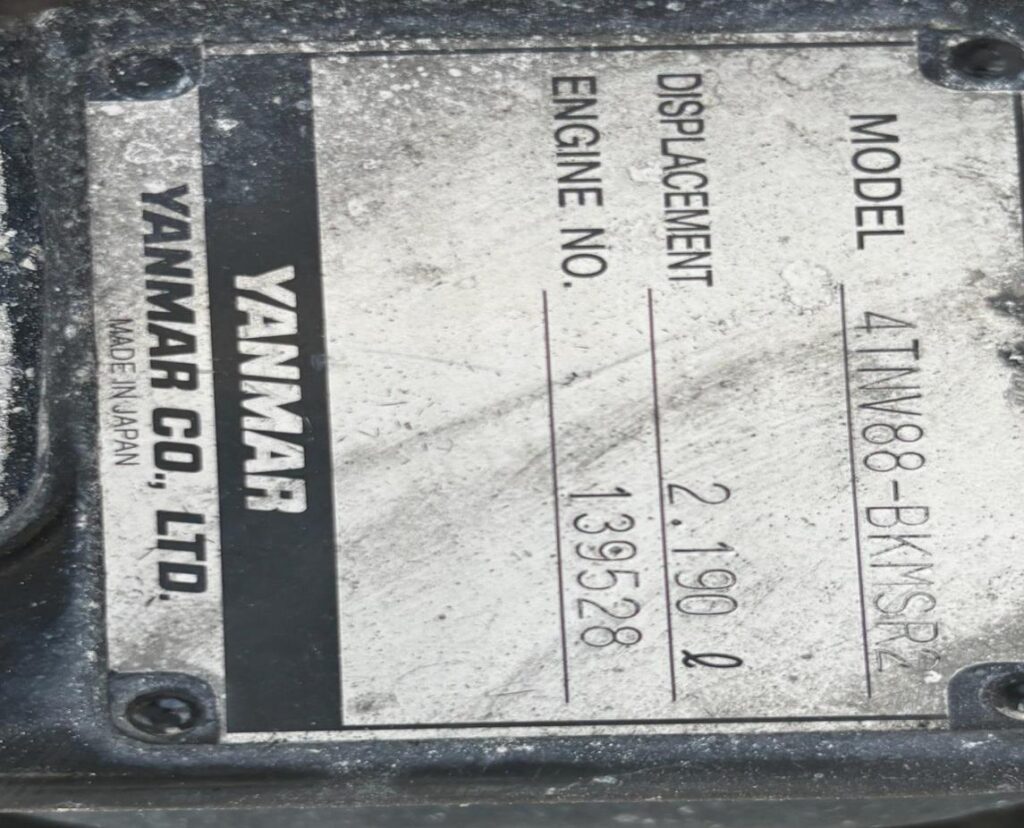 MODEL 4TNV88-BKMSR2
DISPLACEMENT 2.190 ℓ
ENGINE NO. 139528
YANMAR
YANMAR CO., LTD.
MADE IN JAPAN